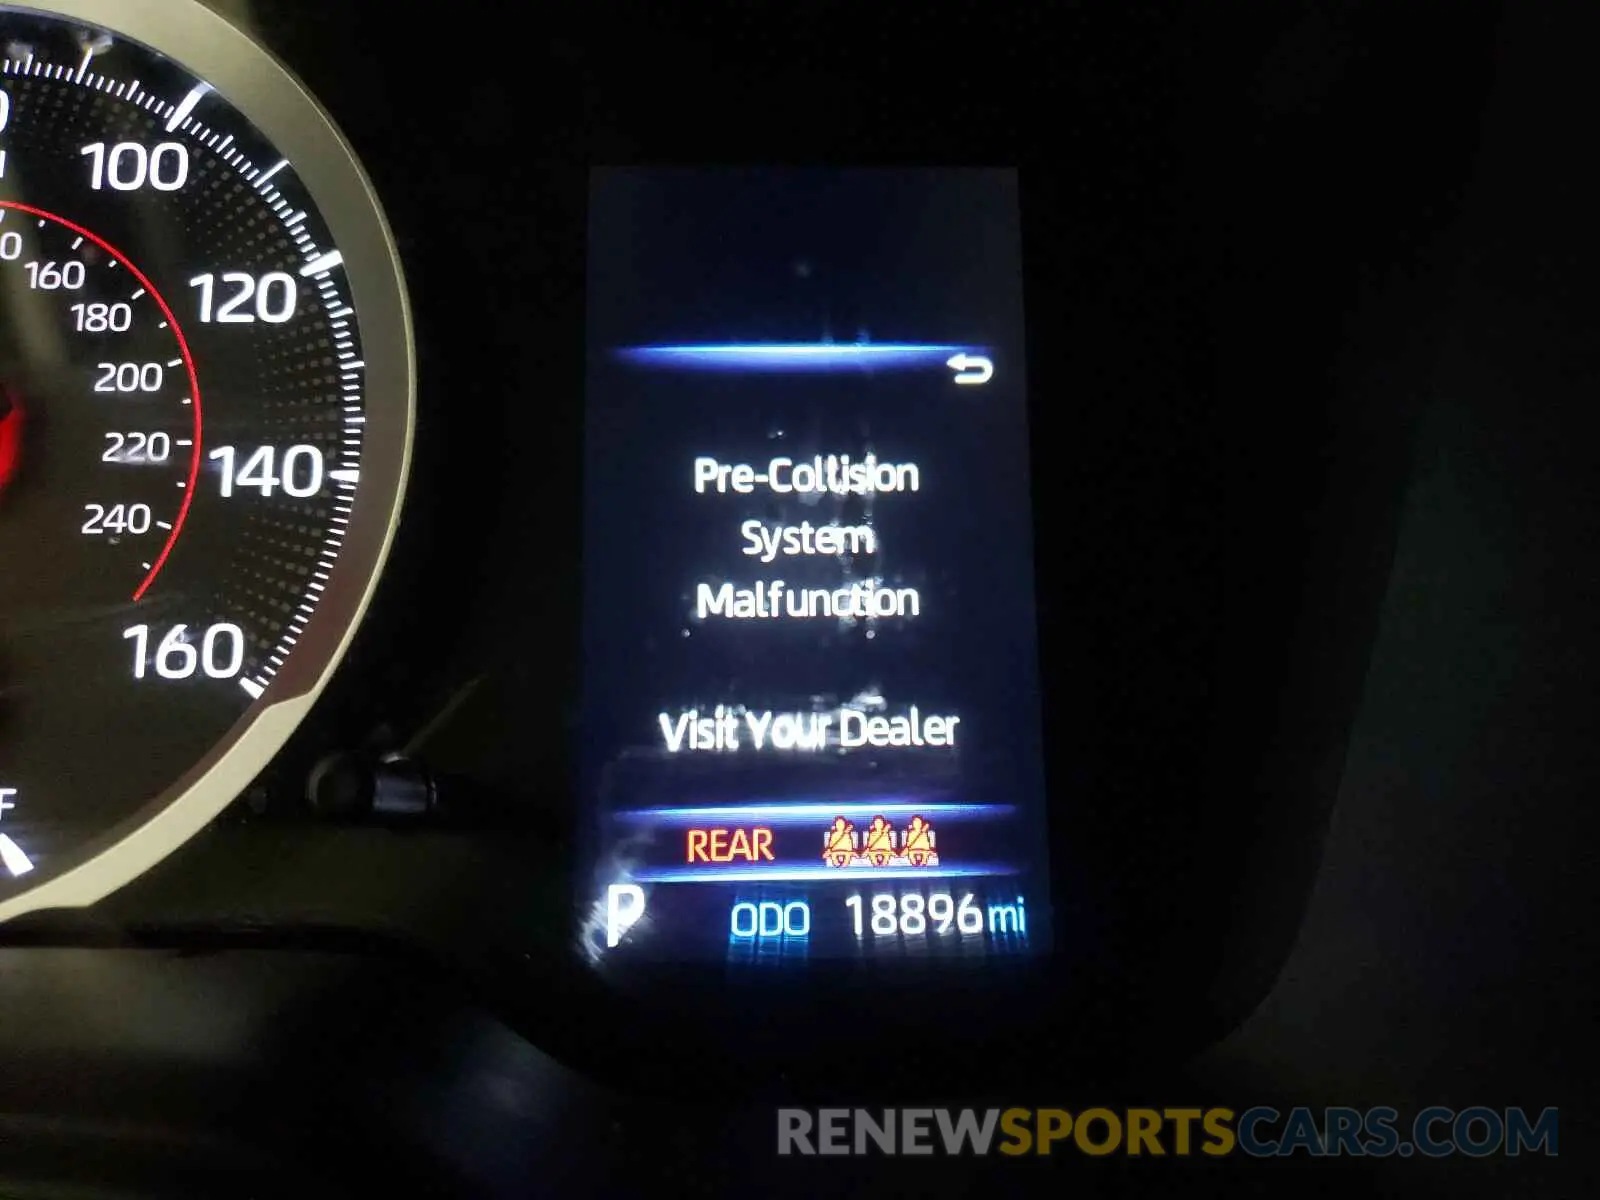 100
160
120
180
200
220
140
240
160
Pre-Collision
System
Malfunction
Visit Your Dealer
REAR
P ODO 18896 mi
RENEWSPORTSCARS.COM